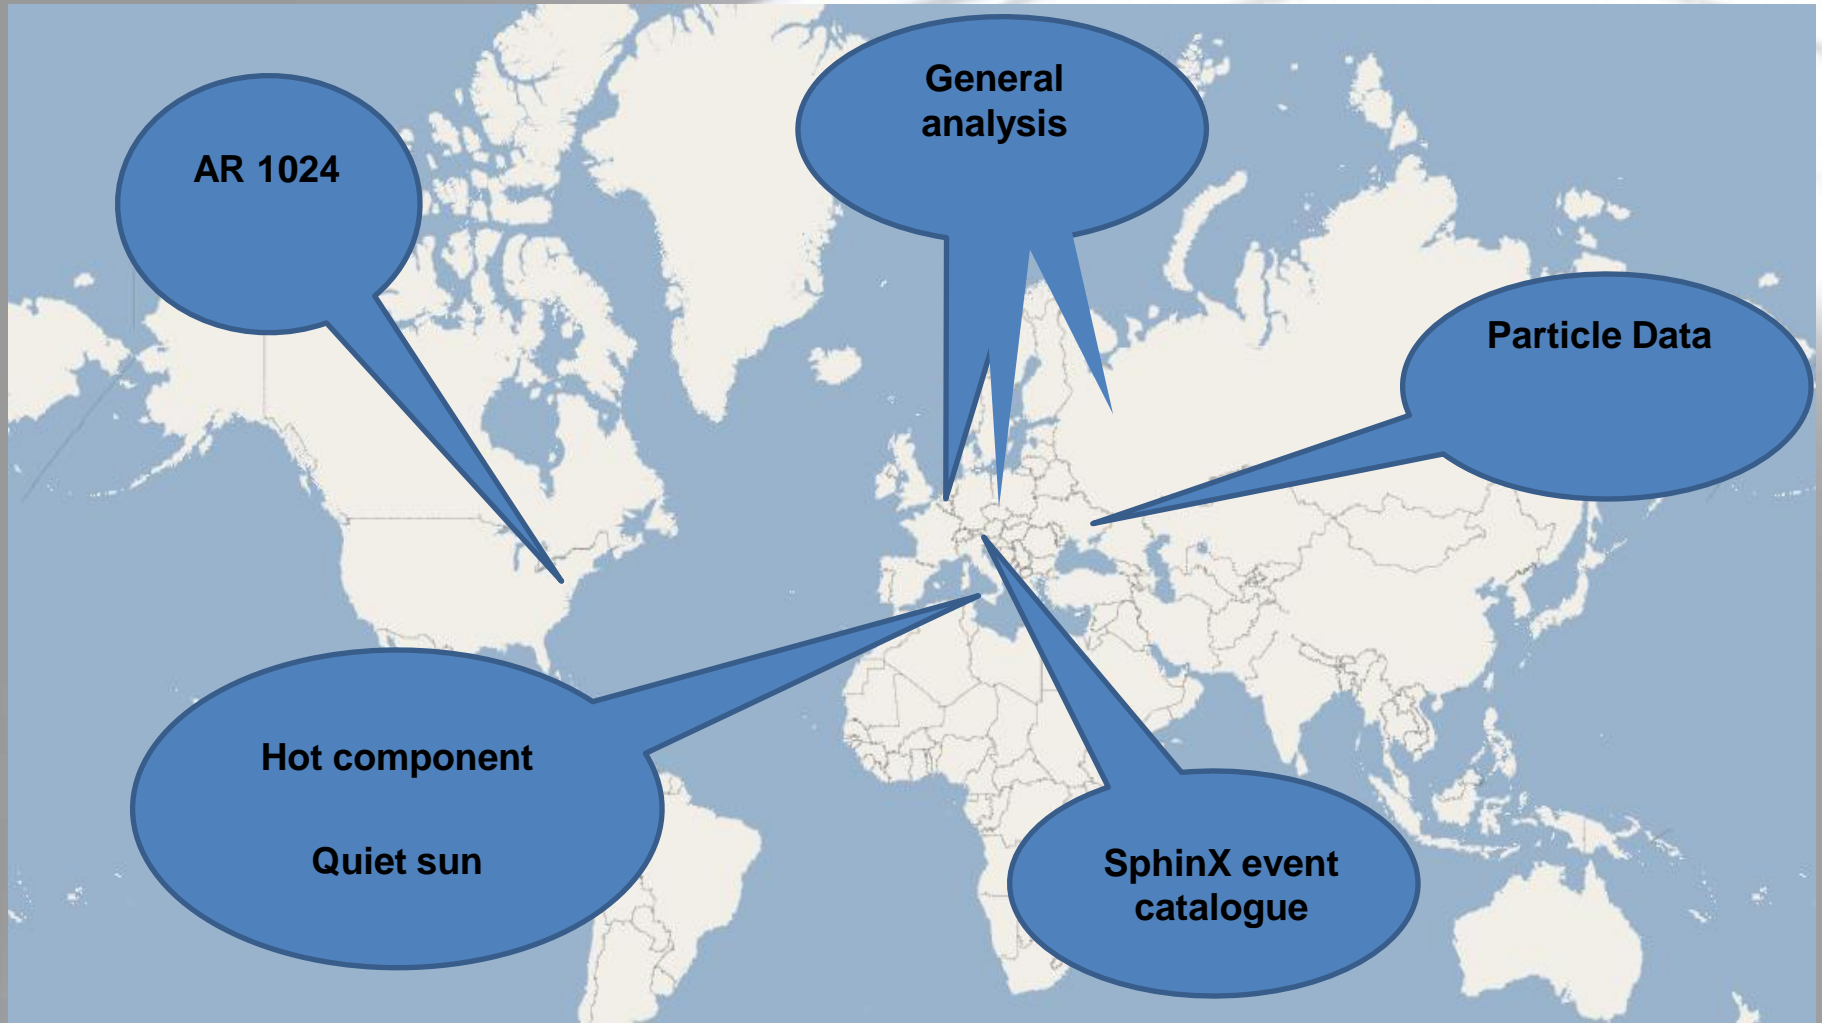 General
analysis
AR 1024
Particle Data
Hot component
Quiet sun
SphinX event
catalogue